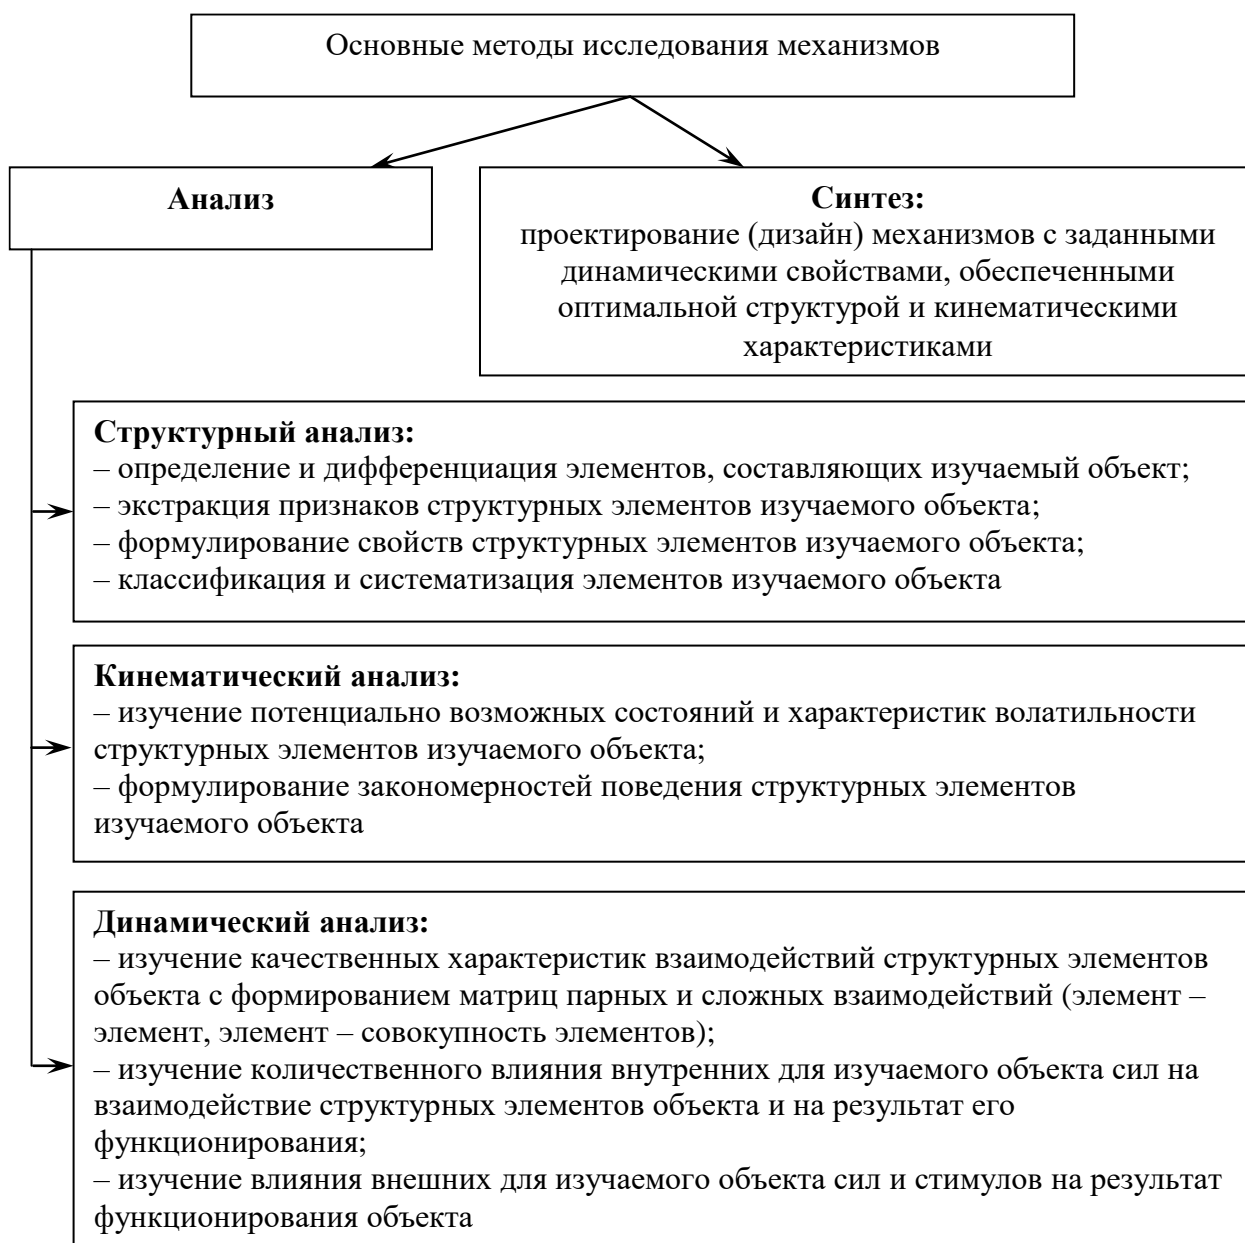 Основные методы исследования механизмов
Анализ
Синтез:
проектирование (дизайн) механизмов с заданными
динамическими свойствами, обеспеченными
оптимальной структурой и кинематическими
характеристиками
Структурный анализ:
– определение и дифференциация элементов, составляющих изучаемый объект;
– экстракция признаков структурных элементов изучаемого объекта;
– формулирование свойств структурных элементов изучаемого объекта;
– классификация и систематизация элементов изучаемого объекта
Кинематический анализ:
– изучение потенциально возможных состояний и характеристик волатильности
структурных элементов изучаемого объекта;
– формулирование закономерностей поведения структурных элементов
изучаемого объекта
Динамический анализ:
– изучение качественных характеристик взаимодействий структурных элементов
объекта с формированием матриц парных и сложных взаимодействий (элемент –
элемент, элемент – совокупность элементов);
– изучение количественного влияния внутренних для изучаемого объекта сил на
взаимодействие структурных элементов объекта и на результат его
функционирования;
– изучение влияния внешних для изучаемого объекта сил и стимулов на результат
функционирования объекта